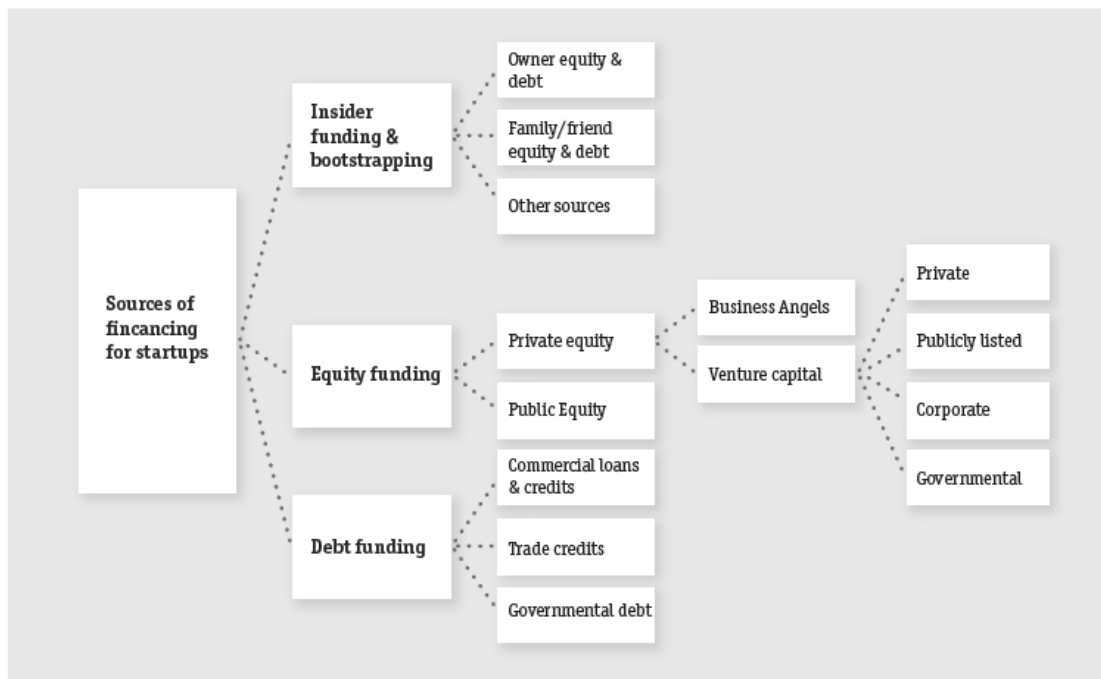 Sources of
fincancing
for startups
Insider
funding &
bootstrapping
Owner equity &
debt
Family/friend
equity & debt
Other sources
Equity funding
Private equity
Public Equity
Business Angels
Venture capital
Private
Publicly listed
Corporate
Governmental
Debt funding
Commercial loans
& credits
Trade credits
Governmental debt